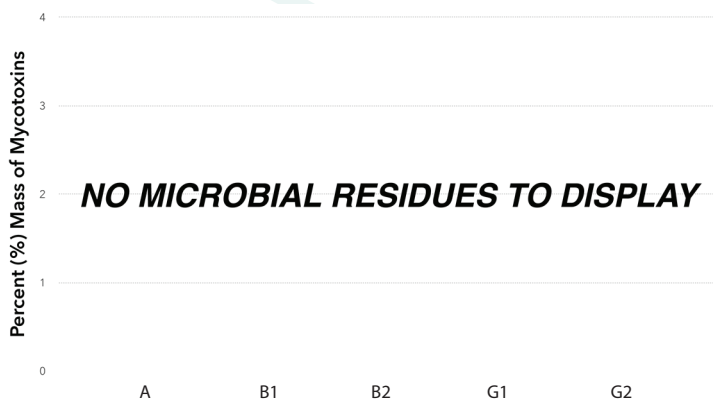 Percent (%) Mass of Mycotoxins
4
3
2
1
0
NO MICROBIAL RESIDUES TO DISPLAY
A B1 B2 G1 G2